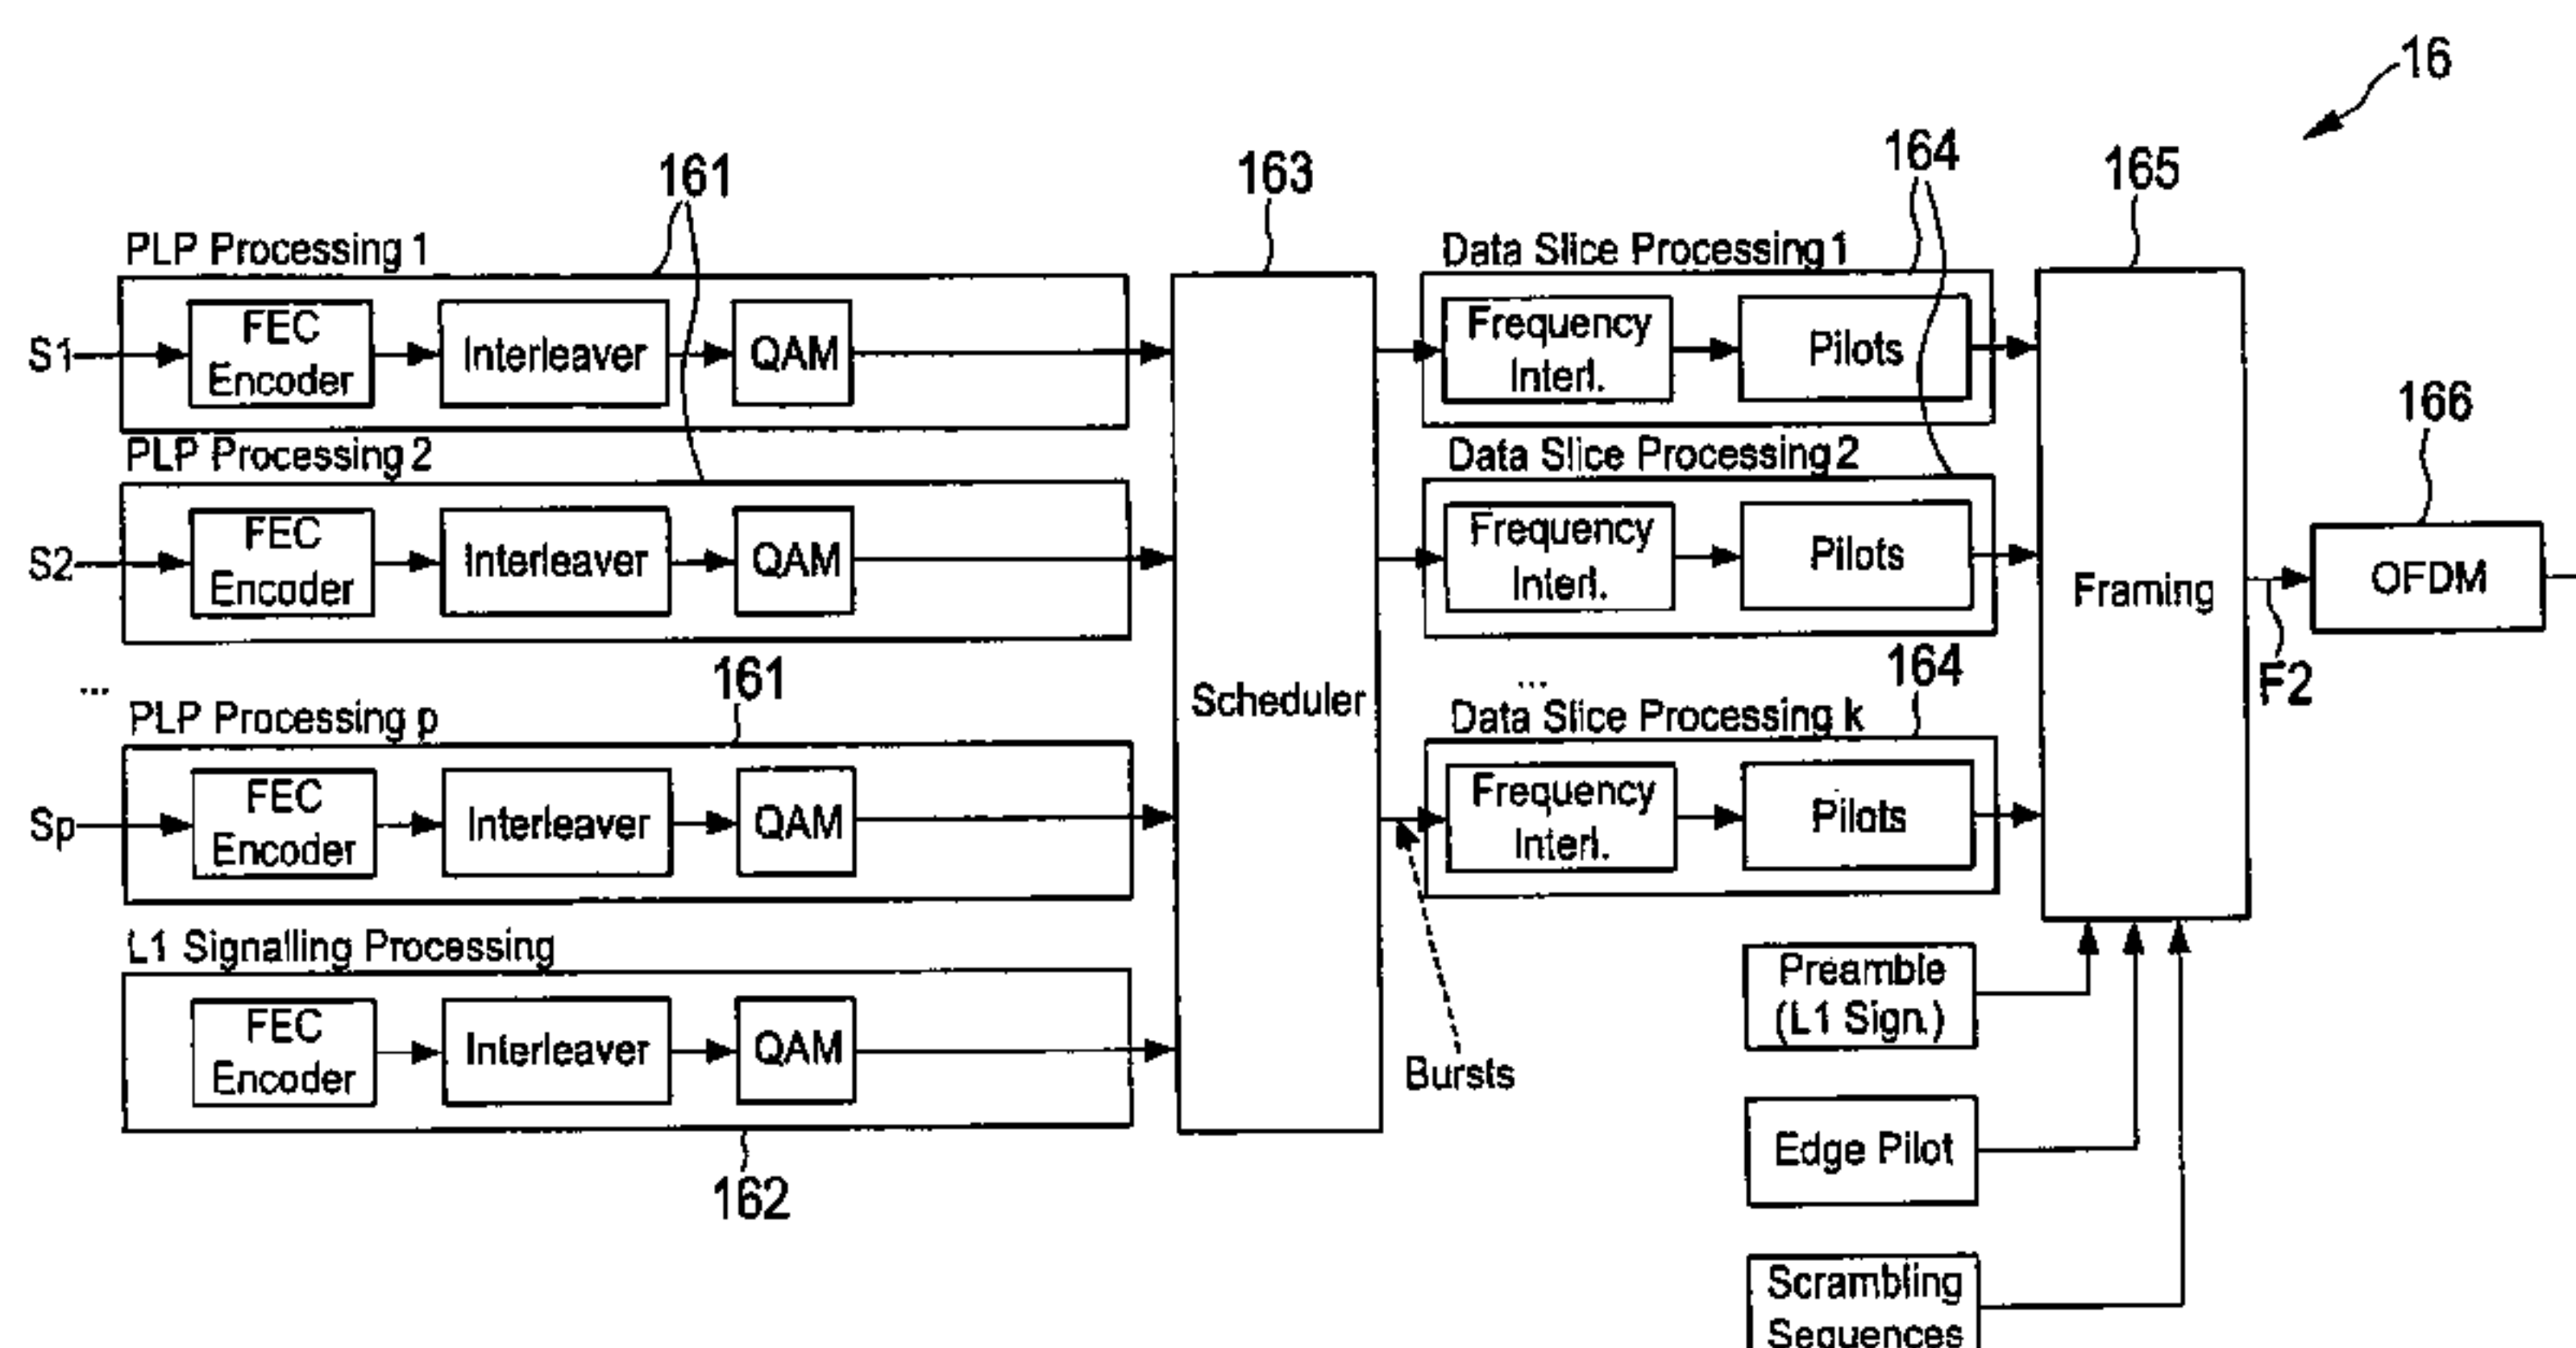 16
161
163
164
165
PLP Processing 1
Data Slice Processing 1
S1
FEC
Encoder
Interleaver
QAM
Frequency
Interl.
Pilots
166
PLP Processing 2
Data Slice Processing 2
S2
FEC
Encoder
Interleaver
QAM
Frequency
Interl.
Pilots
Framing
OFDM
F2
...
161
Scheduler
...
164
PLP Processing p
Data Slice Processing k
Sp
FEC
Encoder
Interleaver
QAM
Frequency
Interl.
Pilots
L1 Signalling Processing
FEC
Encoder
Interleaver
QAM
Bursts
Preamble
(L1 Sign.)
162
Edge Pilot
Scrambling
Sequences